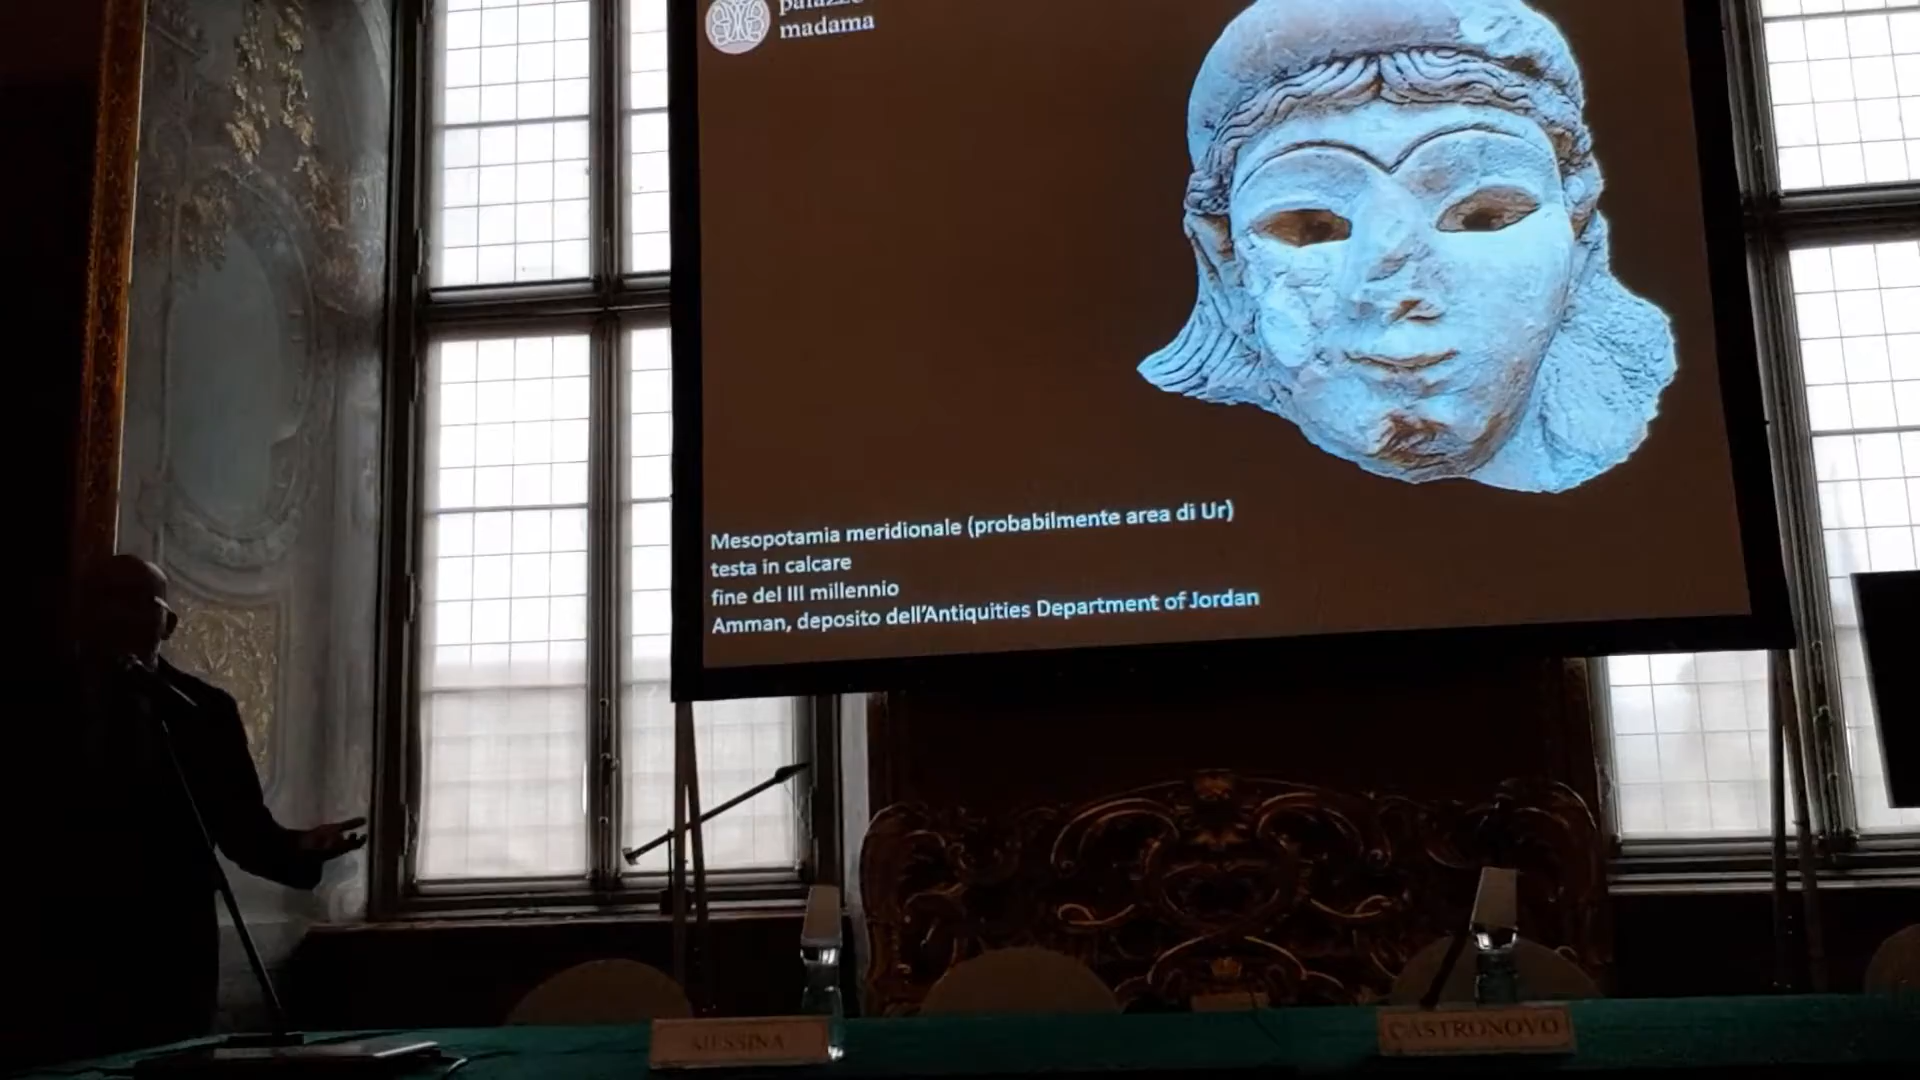 palazzo
madama
Mesopotamia meridionale (probabilmente area di Ur)
testa in calcare
fine del III millennio
Amman, deposito dell'Antiquities Department of Jordan
MESSINA
CASTRONOVO